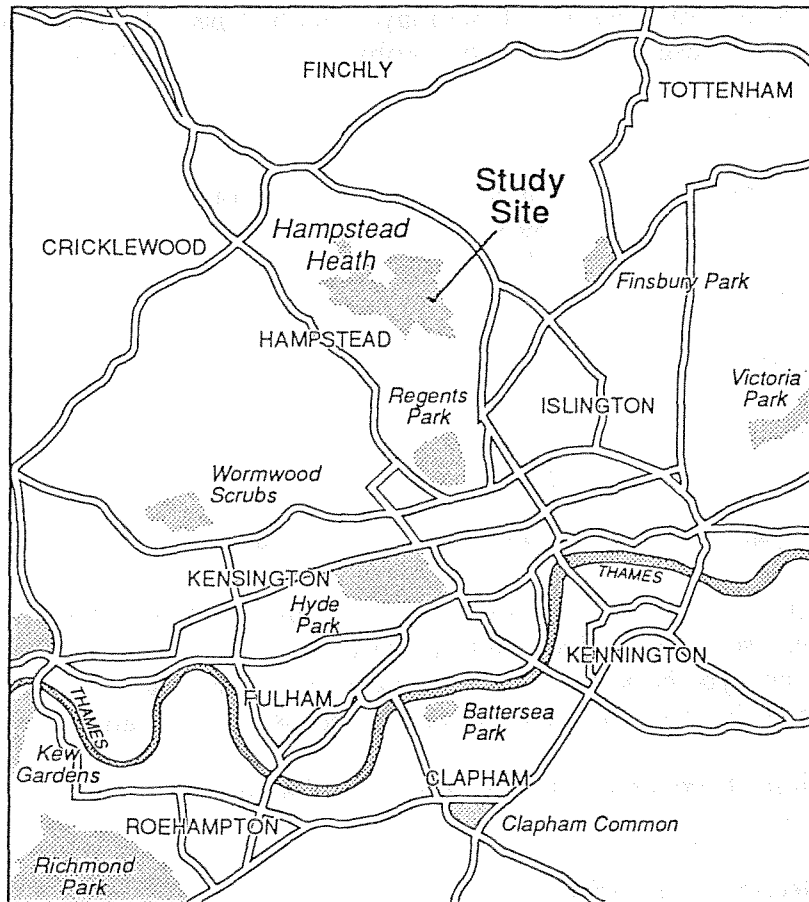 FINCHLY
TOTTENHAM
Study
Site
Hampstead
Heath
CRICKLEWOOD
Finsbury Park
HAMPSTEAD
Regents
Park
ISLINGTON
Victoria
Park
Wormwood
Scrubs
KENSINGTON
THAMES
Hyde
Park
KENNINGTON
THAMES
FULHAM
Battersea
Park
Kew
Gardens
CLAPHAM
ROEHAMPTON
Clapham Common
Richmond
Park